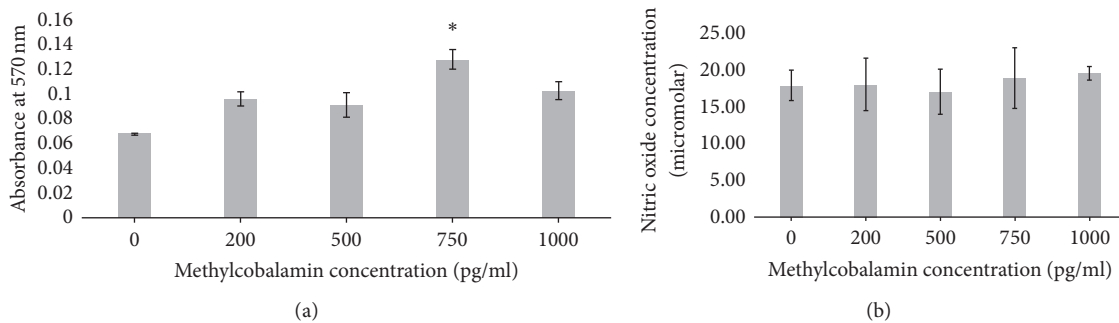 Absorbance at 570 nm
0.16
0.14
0.12
0.1
0.08
0.06
0.04
0.02
0
*
0 200 500 750 1000
Methylcobalamin concentration (pg/ml)
(a)
Nitric oxide concentration
(micromolar)
25.00
20.00
15.00
10.00
5.00
0.00
0 200 500 750 1000
Methylcobalamin concentration (pg/ml)
(b)